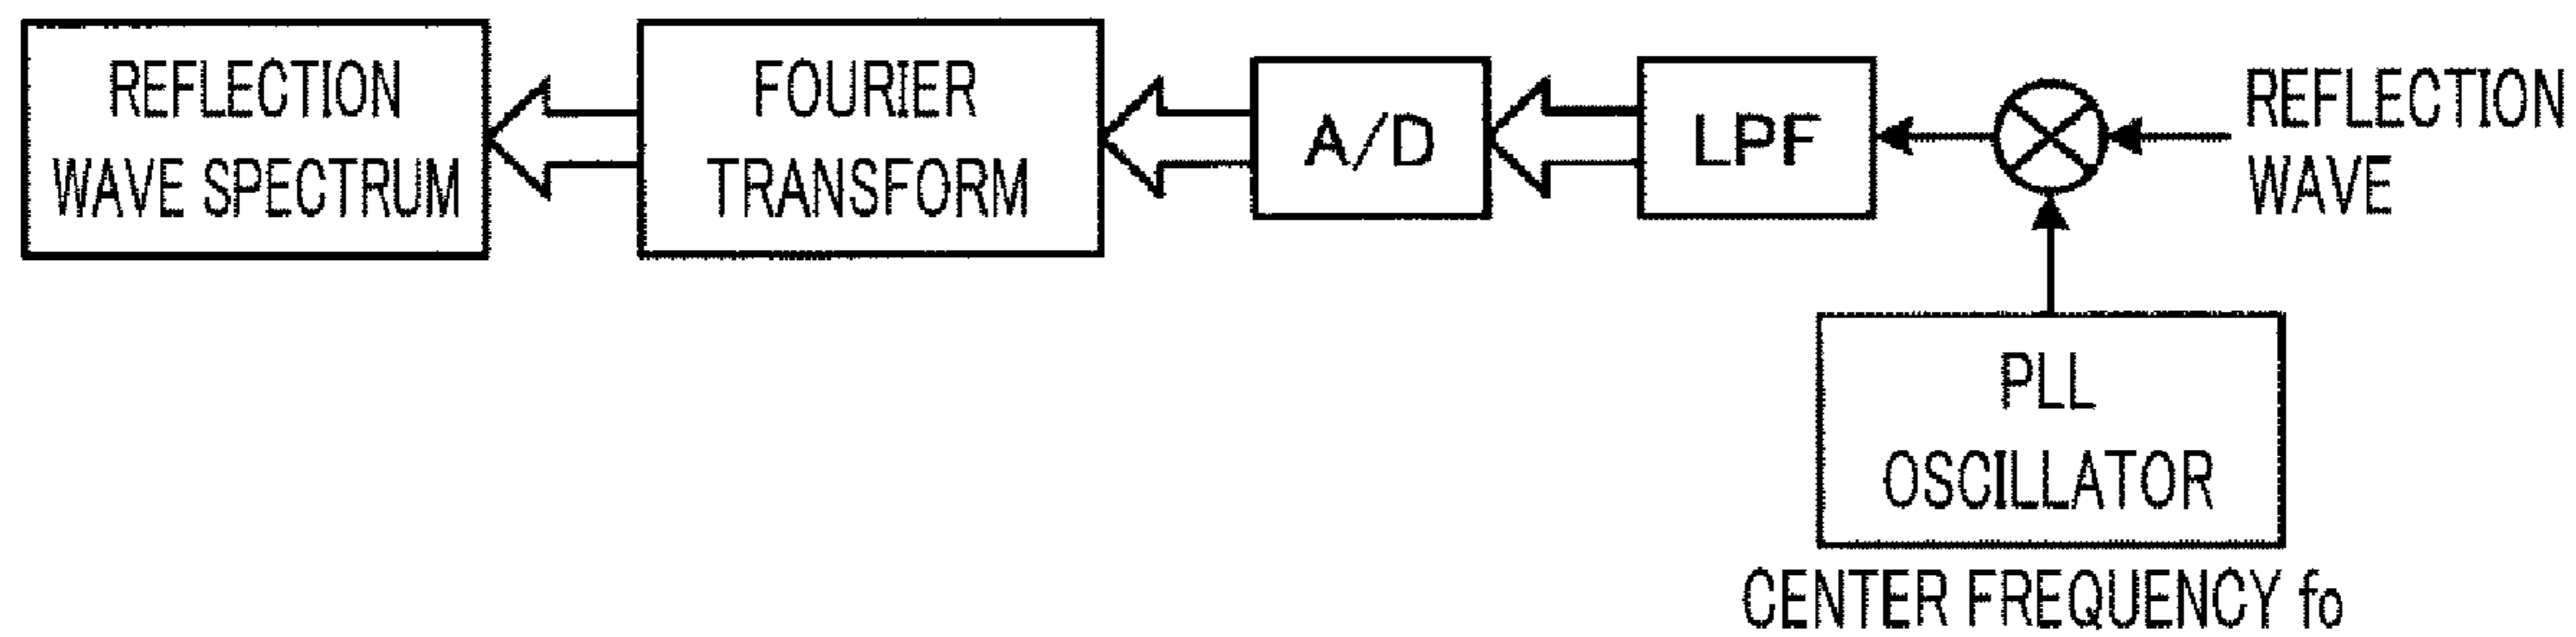 REFLECTION
WAVE SPECTRUM
FOURIER
TRANSFORM
A/D
LPF
REFLECTION
WAVE
PLL
OSCILLATOR
CENTER FREQUENCY fo